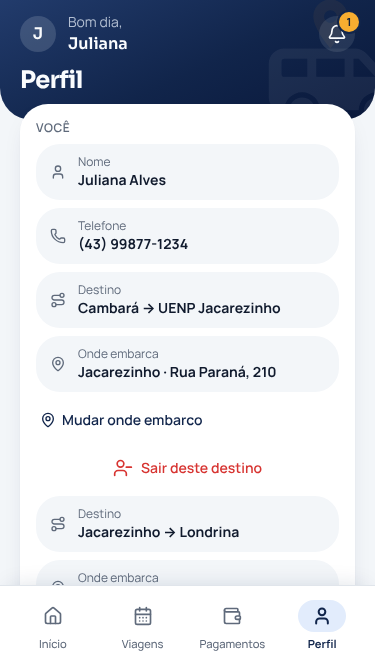 J
Bom dia,
Juliana
1
Perfil
VOCÊ
Nome
Juliana Alves
Telefone
(43) 99877-1234
Destino
Cambará → UENP Jacarezinho
Onde embarca
Jacarezinho · Rua Paraná, 210
Mudar onde embarco
Sair deste destino
Destino
Jacarezinho → Londrina
Onde embarca
Início
Viagens
Pagamentos
Perfil